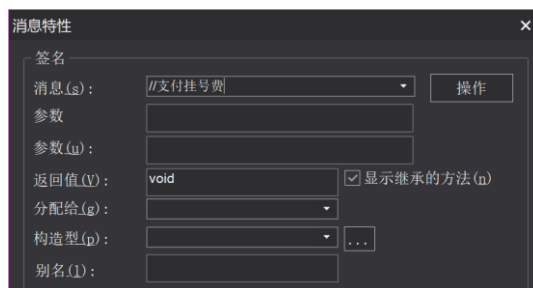 消息特性 ×
签名
消息(s): //支付挂号费 操作
参数
参数(u):
返回值(V): void 显示继承的方法(n)
分配给(g):
构造型(p): ...
别名(l):